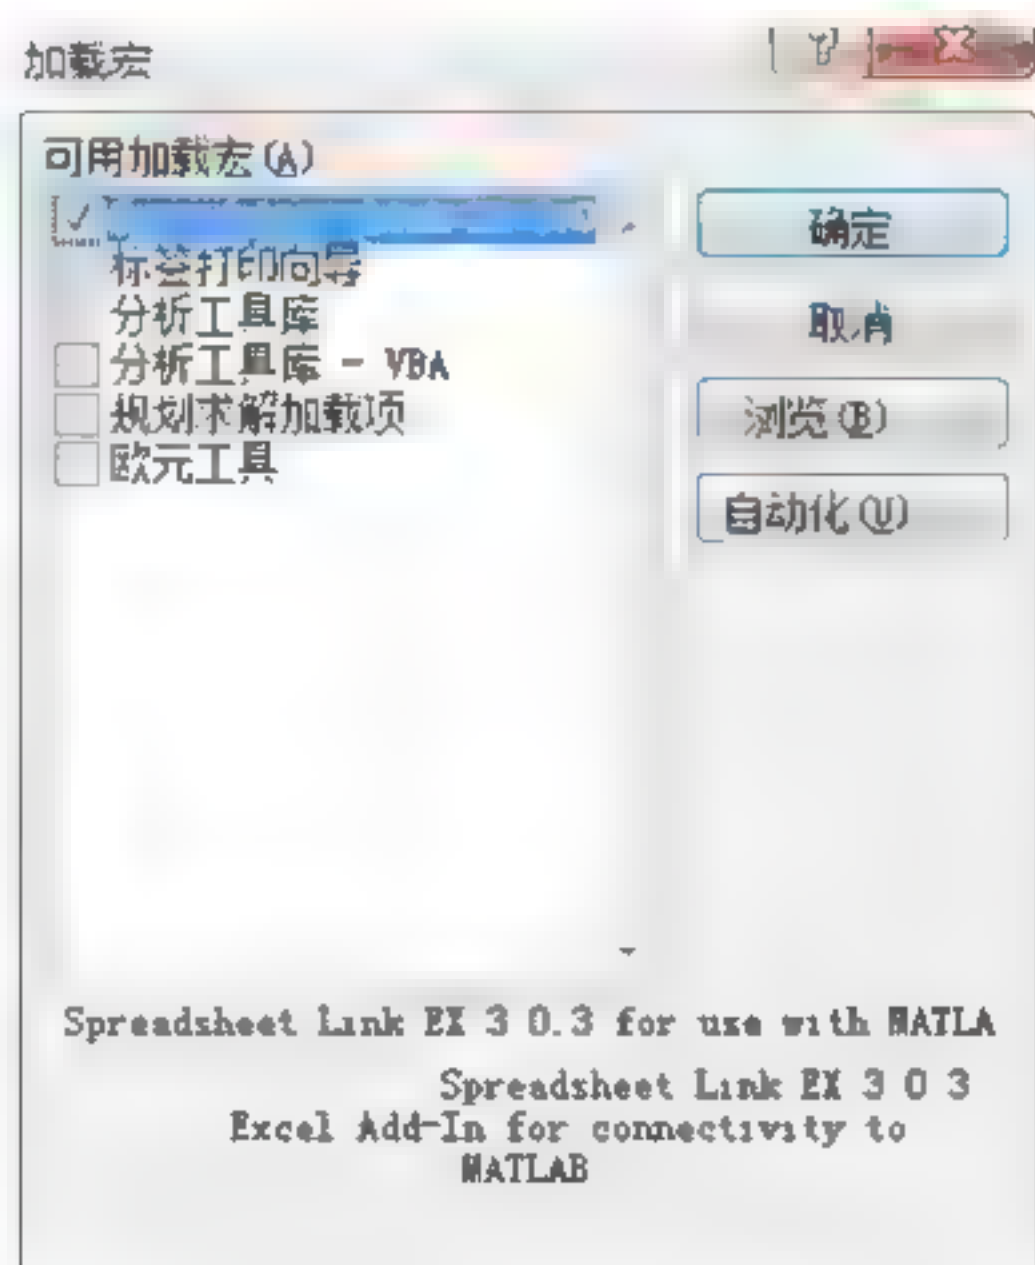 加载宏
可用加载宏(A)
标签打印向导
分析工具库
分析工具库 - VBA
规划求解加载项
欧元工具
确定
取消
浏览(B)
自动化(U)
Spreadsheet Link EX 3 0.3 for use with MATLA
Spreadsheet Link EX 3 0 3
Excel Add-In for connectivity to
MATLAB